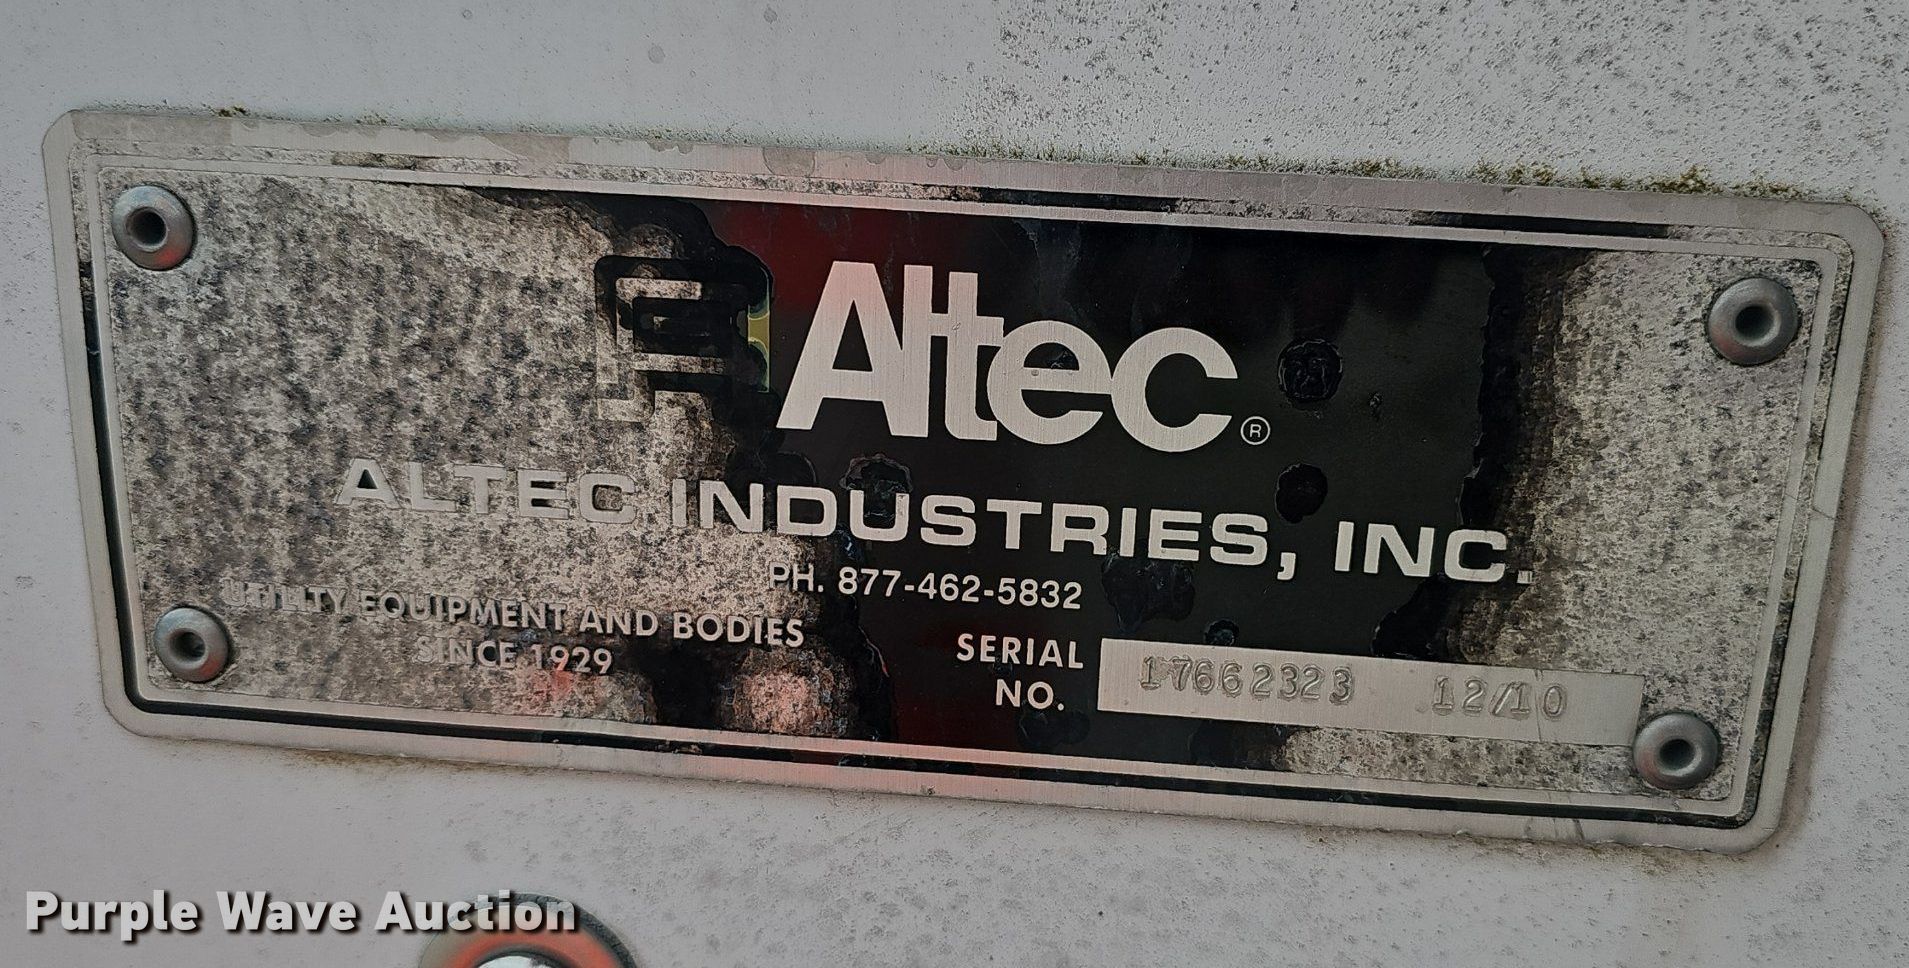 Altec®
ALTEC INDUSTRIES, INC.
PH. 877-462-5832
UTILITY EQUIPMENT AND BODIES
SINCE 1929
SERIAL
NO.
17662323 12/10
Purple Wave Auction